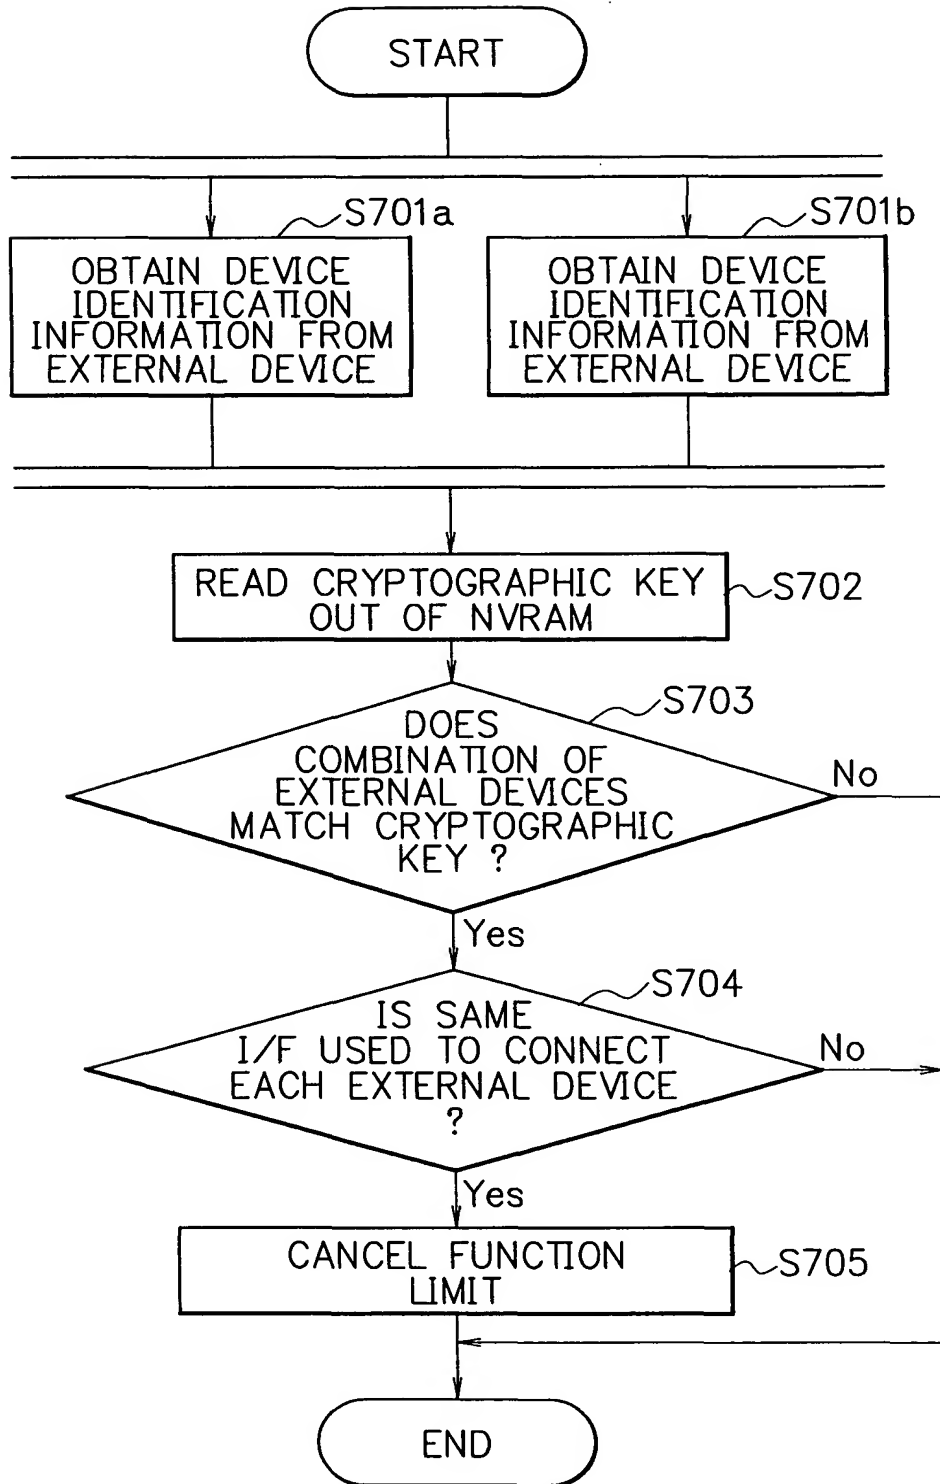 START
S701a
OBTAIN DEVICE
IDENTIFICATION
INFORMATION FROM
EXTERNAL DEVICE
S701b
OBTAIN DEVICE
IDENTIFICATION
INFORMATION FROM
EXTERNAL DEVICE
READ CRYPTOGRAPHIC KEY
OUT OF NVRAM
S702
S703
DOES
COMBINATION OF
EXTERNAL DEVICES
MATCH CRYPTOGRAPHIC
KEY ?
No
Yes
S704
IS SAME
I/F USED TO CONNECT
EACH EXTERNAL DEVICE
?
No
Yes
CANCEL FUNCTION
LIMIT
S705
END